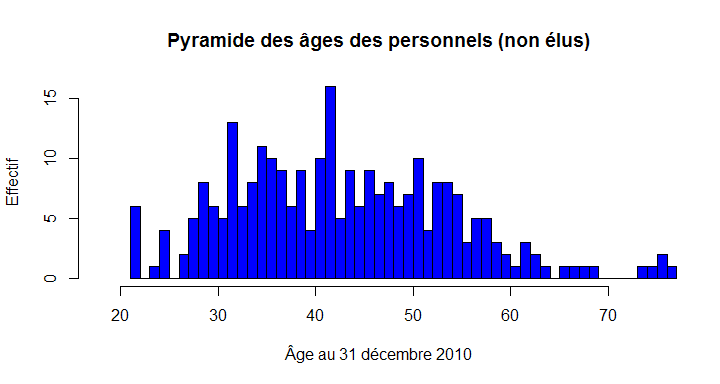 Pyramide des âges des personnels (non élus)
Effectif
15
10
5
0
20 30 40 50 60 70
Âge au 31 décembre 2010